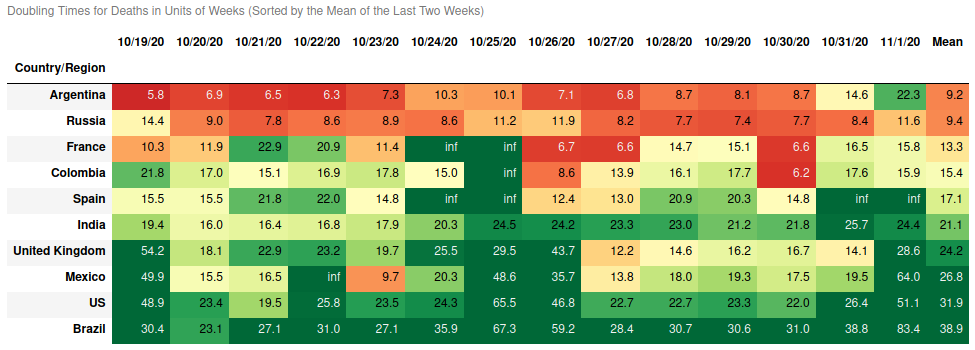 Doubling Times for Deaths in Units of Weeks (Sorted by the Mean of the Last Two Weeks)
10/19/20 10/20/20 10/21/20 10/22/20 10/23/20 10/24/20 10/25/20 10/26/20 10/27/20 10/28/20 10/29/20 10/30/20 10/31/20 11/1/20 Mean
Country/Region
Argentina 5.8 6.9 6.5 6.3 7.3 10.3 10.1 7.1 6.8 8.7 8.1 8.7 14.6 22.3 9.2
Russia 14.4 9.0 7.8 8.6 8.9 8.6 11.2 11.9 8.2 7.7 7.4 7.7 8.4 11.6 9.4
France 10.3 11.9 22.9 20.9 11.4 inf inf 6.7 6.6 14.7 15.1 6.6 16.5 15.8 13.3
Colombia 21.8 17.0 15.1 16.9 17.8 15.0 inf 8.6 13.9 16.1 17.7 6.2 17.6 15.9 15.4
Spain 15.5 15.5 21.8 22.0 14.8 inf inf 12.4 13.0 20.9 20.3 14.8 inf inf 17.1
India 19.4 16.0 16.4 16.8 17.9 20.3 24.5 24.2 23.3 23.0 21.2 21.8 25.7 24.4 21.1
United Kingdom 54.2 18.1 22.9 23.2 19.7 25.5 29.5 43.7 12.2 14.6 16.2 16.7 14.1 28.6 24.2
Mexico 49.9 15.5 16.5 inf 9.7 20.3 48.6 35.7 13.8 18.0 19.3 17.5 19.5 64.0 26.8
US 48.9 23.4 19.5 25.8 23.5 24.3 65.5 46.8 22.7 22.7 23.3 22.0 26.4 51.1 31.9
Brazil 30.4 23.1 27.1 31.0 27.1 35.9 67.3 59.2 28.4 30.7 30.6 31.0 38.8 83.4 38.9